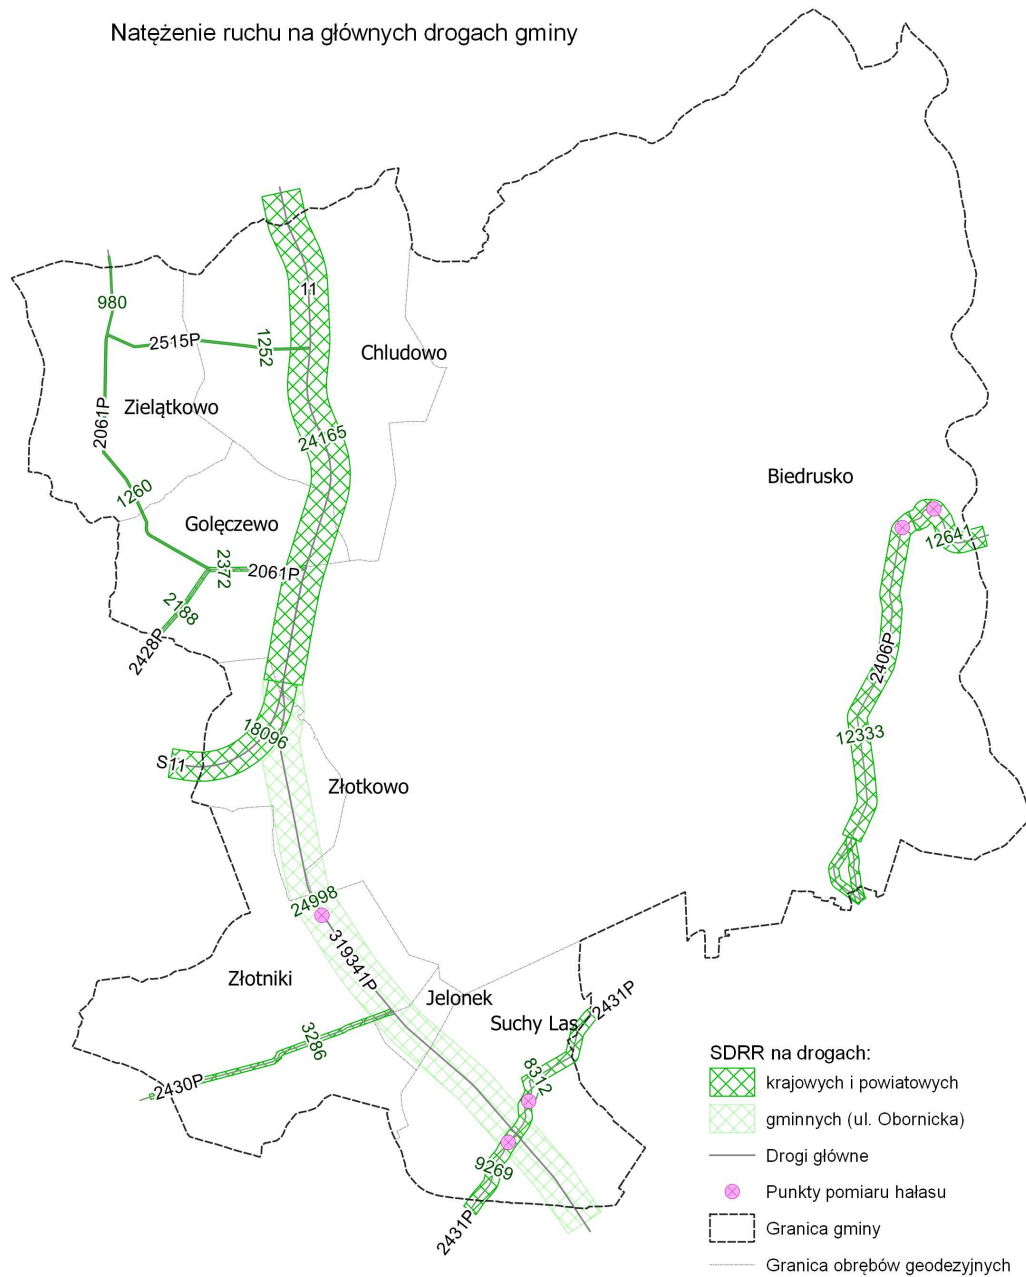 Natężenie ruchu na głównych drogach gminy
11
980
2515P
1252
Chludowo
2061P
Zielątkowo
24165
Biedrusko
1260
Golęczewo
12641
2372
2061P
2188
2428P
2406P
18096
12333
S11
Złotkowo
24998
319341P
Złotniki
Jelonek
2431P
Suchy Las
3286
8312
2430P
9269
2431P
SDRR na drogach:
krajowych i powiatowych
gminnych (ul. Obornicka)
Drogi główne
Punkty pomiaru hałasu
Granica gminy
Granica obrębów geodezyjnych